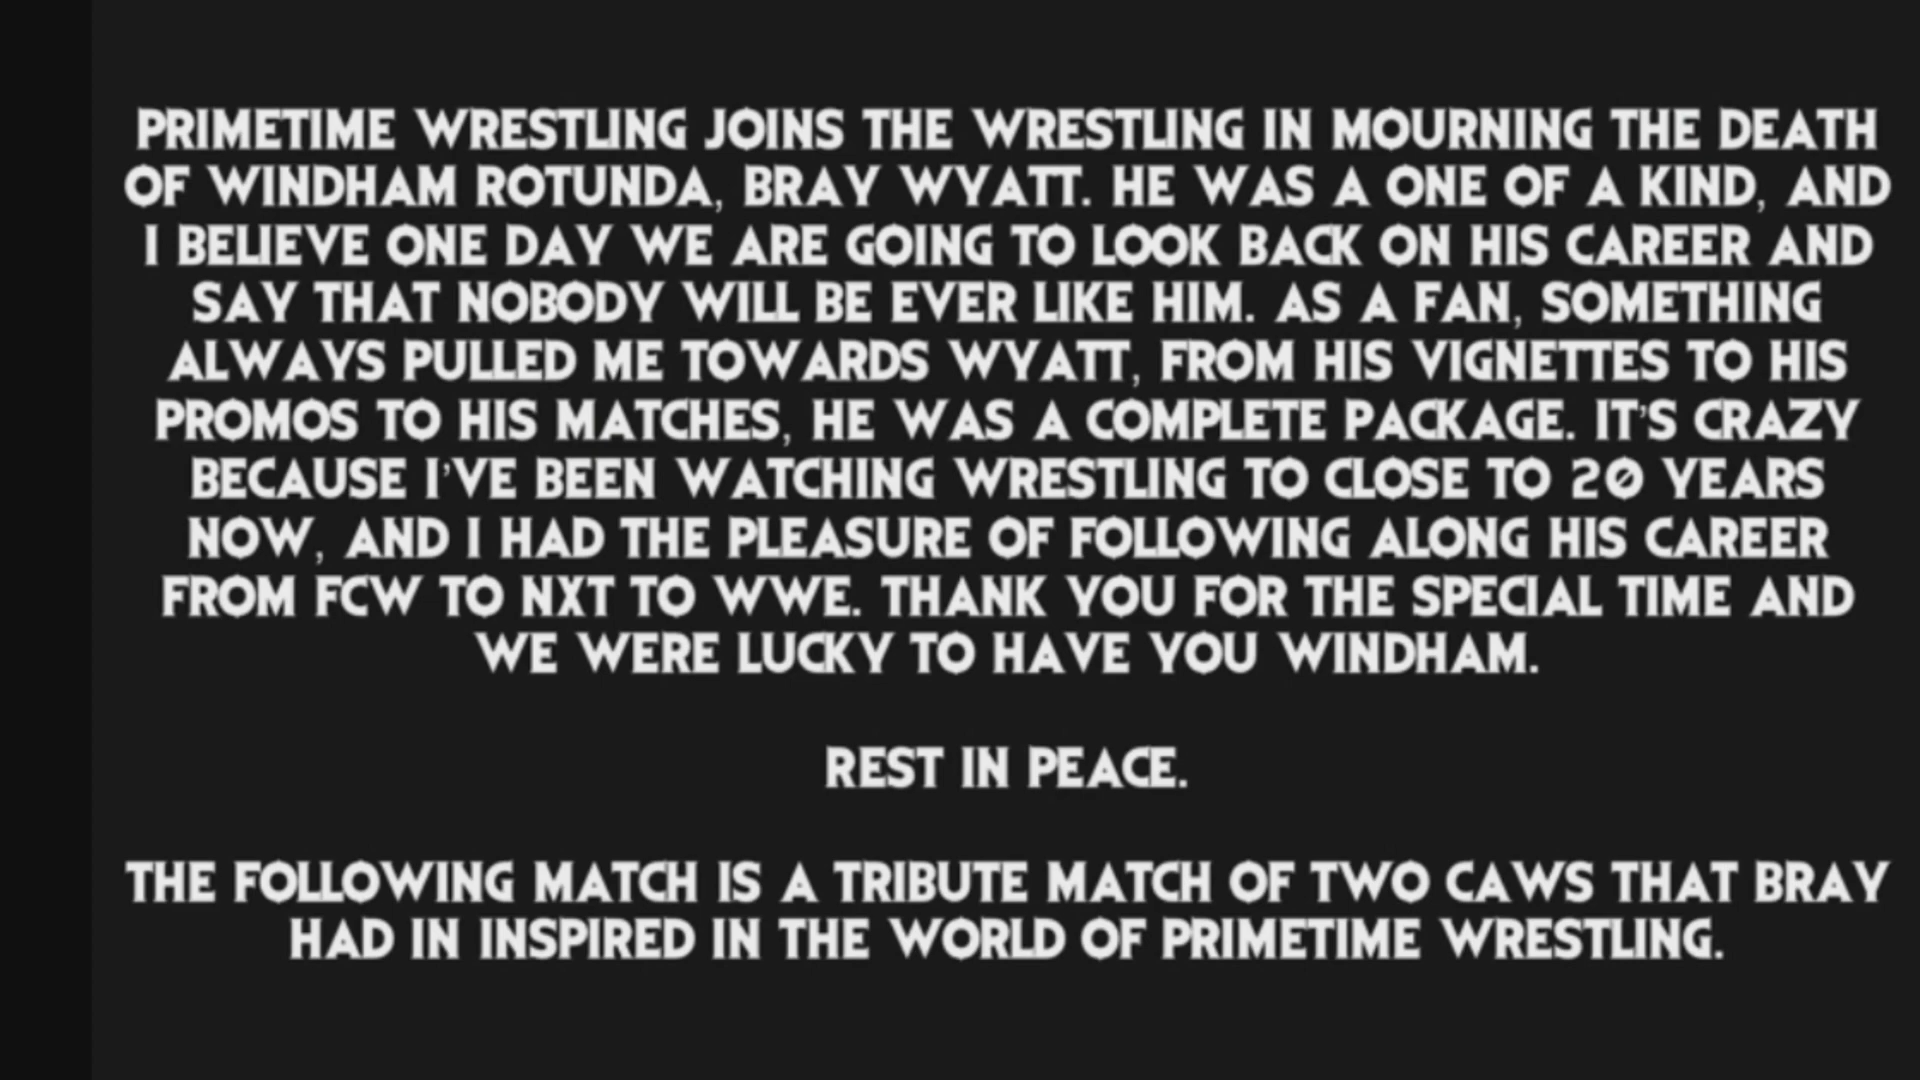 PRIMETIME WRESTLING JOINS THE WRESTLING IN MOURNING THE DEATH
OF WINDHAM ROTUNDA, BRAY WYATT. HE WAS A ONE OF A KIND, AND
I BELIEVE ONE DAY WE ARE GOING TO LOOK BACK ON HIS CAREER AND
SAY THAT NOBODY WILL BE EVER LIKE HIM. AS A FAN, SOMETHING
ALWAYS PULLED ME TOWARDS WYATT, FROM HIS VIGNETTES TO HIS
PROMOS TO HIS MATCHES, HE WAS A COMPLETE PACKAGE. IT'S CRAZY
BECAUSE I'VE BEEN WATCHING WRESTLING TO CLOSE TO 20 YEARS
NOW, AND I HAD THE PLEASURE OF FOLLOWING ALONG HIS CAREER
FROM FCW TO NXT TO WWE. THANK YOU FOR THE SPECIAL TIME AND
WE WERE LUCKY TO HAVE YOU WINDHAM.
REST IN PEACE.
THE FOLLOWING MATCH IS A TRIBUTE MATCH OF TWO CAWS THAT BRAY
HAD IN INSPIRED IN THE WORLD OF PRIMETIME WRESTLING.